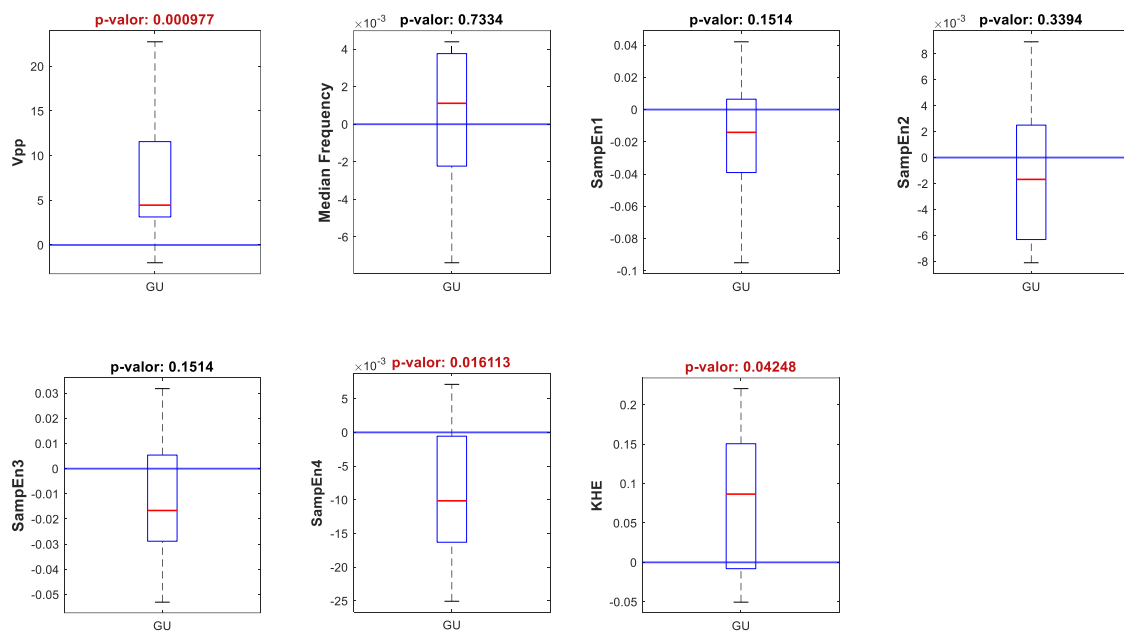 p-valor: 0.000977
Vpp
20
15
10
5
0
GU
p-valor: 0.7334
×10^-3
Median Frequency
4
2
0
-2
-4
-6
GU
p-valor: 0.1514
SampEn1
0.04
0.02
0
-0.02
-0.04
-0.06
-0.08
-0.1
GU
p-valor: 0.3394
×10^-3
SampEn2
8
6
4
2
0
-2
-4
-6
-8
GU
p-valor: 0.1514
SampEn3
0.03
0.02
0.01
0
-0.01
-0.02
-0.03
-0.04
-0.05
GU
p-valor: 0.016113
×10^-3
SampEn4
5
0
-5
-10
-15
-20
-25
GU
p-valor: 0.04248
KHE
0.2
0.15
0.1
0.05
0
-0.05
GU